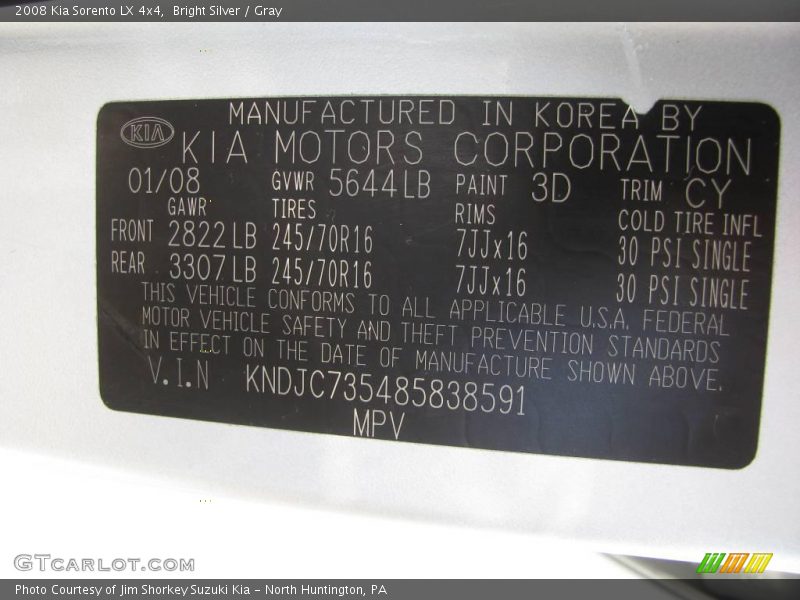 2008 Kia Sorento LX 4x4, Bright Silver / Gray
MANUFACTURED IN KOREA BY
KIA KIA MOTORS CORPORATION
01/08 GVWR 5644LB PAINT 3D TRIM CY
GAWR TIRES RIMS COLD TIRE INFL
FRONT 2822 LB 245/70R16 7JJx16 30 PSI SINGLE
REAR 3307 LB 245/70R16 7JJx16 30 PSI SINGLE
THIS VEHICLE CONFORMS TO ALL APPLICABLE U.S.A. FEDERAL
MOTOR VEHICLE SAFETY AND THEFT PREVENTION STANDARDS
IN EFFECT ON THE DATE OF MANUFACTURE SHOWN ABOVE.
V.I.N KNDJC735485838591
MPV
GTCARLOT.COM
Photo Courtesy of Jim Shorkey Suzuki Kia - North Huntington, PA